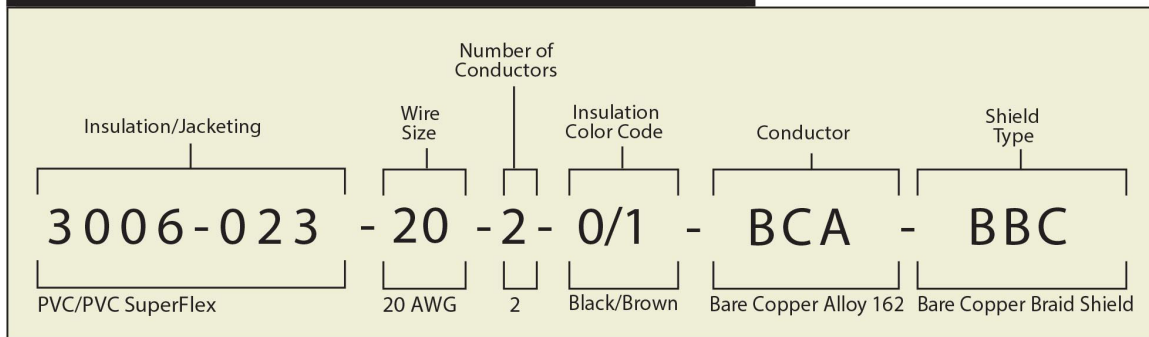 Number of
Conductors
Insulation/Jacketing
Wire
Size
Insulation
Color Code
Conductor
Shield
Type
3006-023 -20 -2- 0/1 - BCA - BBC
PVC/PVC SuperFlex 20 AWG 2 Black/Brown Bare Copper Alloy 162 Bare Copper Braid Shield